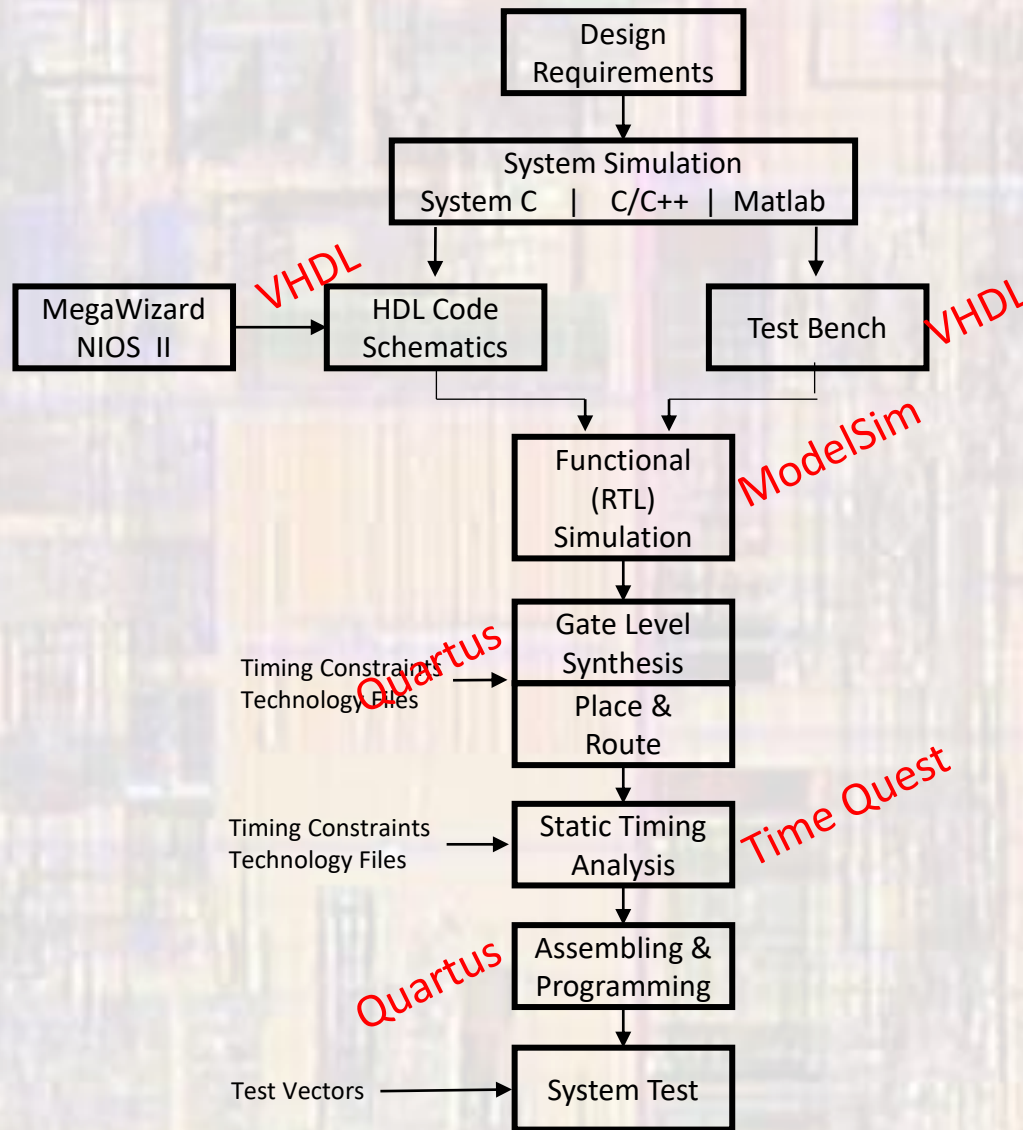 Design
Requirements
System Simulation
System C | C/C++ | Matlab
VHDL
MegaWizard
NIOS II
HDL Code
Schematics
Test Bench
VHDL
Functional
(RTL)
Simulation
ModelSim
Gate Level
Synthesis
Quartus
Timing Constraints
Technology Files
Place &
Route
Timing Constraints
Technology Files
Static Timing
Analysis
Time Quest
Quartus
Assembling &
Programming
Test Vectors
System Test